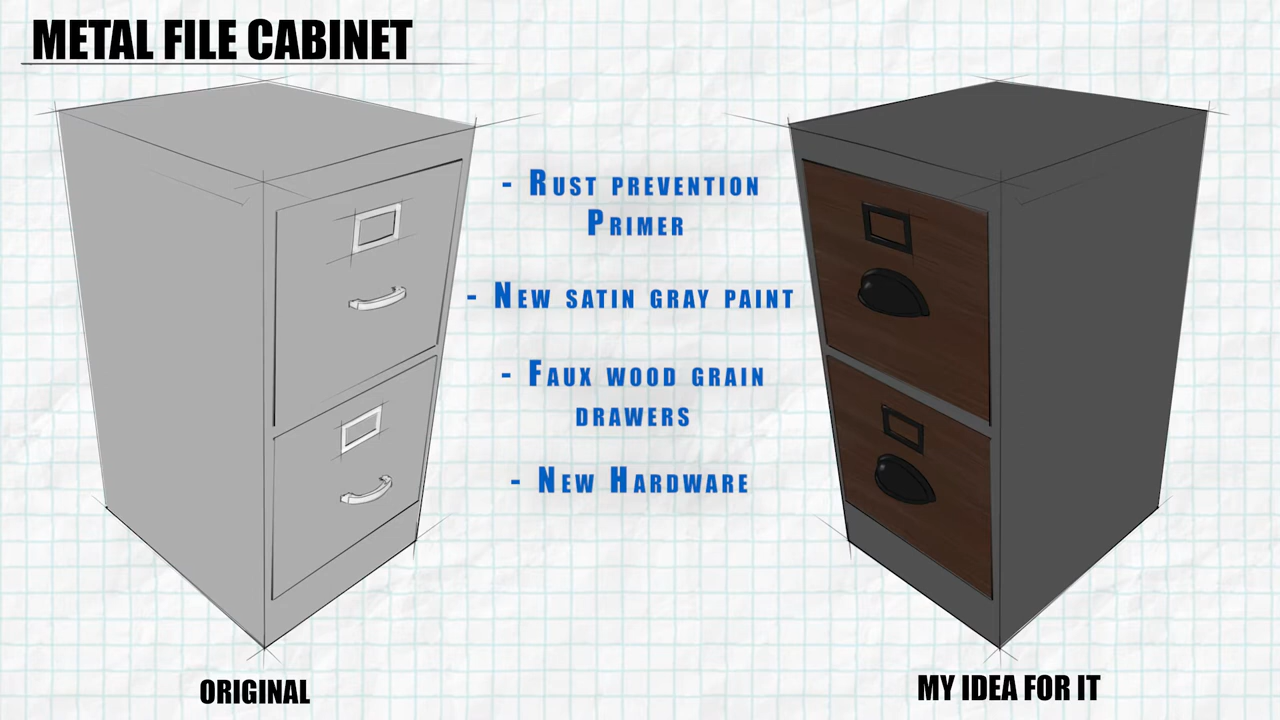 METAL FILE CABINET
- Rust prevention
Primer
- New satin gray paint
- Faux wood grain
drawers
- New Hardware
ORIGINAL
MY IDEA FOR IT